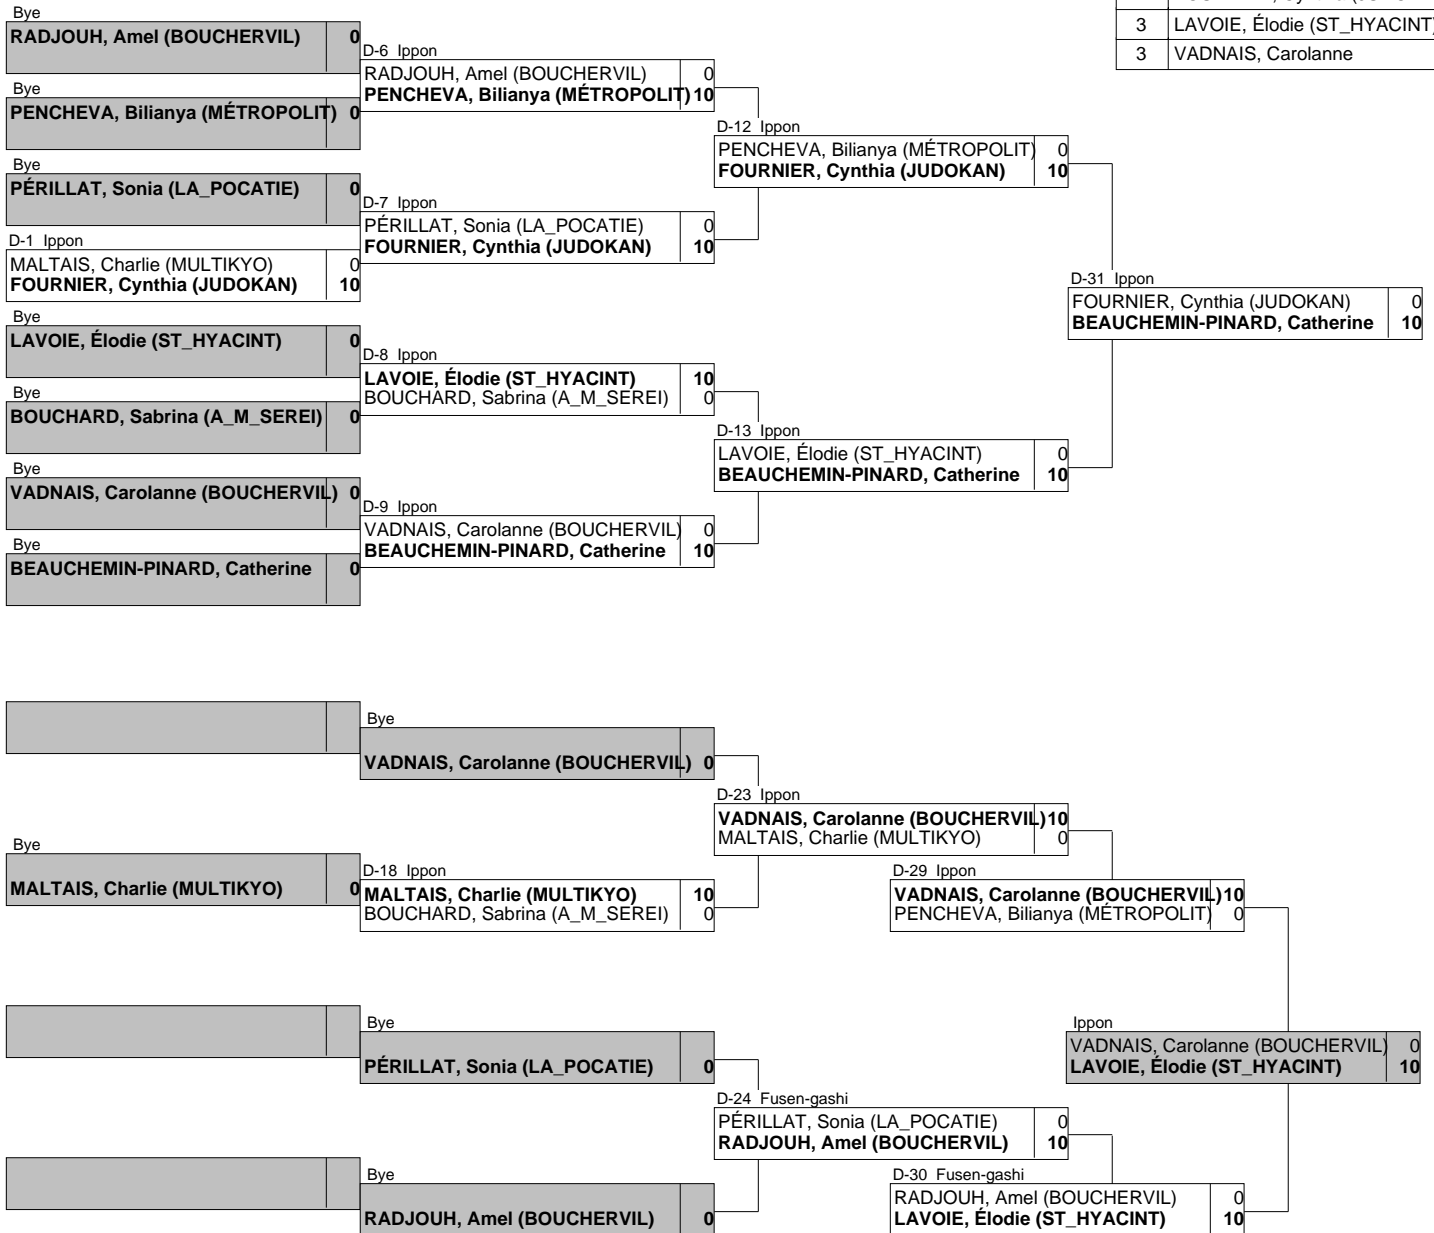 3 LAVOIE, Élodie (ST_HYACINT)
3 VADNAIS, Carolanne
Bye
RADJOUH, Amel (BOUCHERVIL) 0
Bye
PENCHEVA, Bilianya (MÉTROPOLIT) 0
Bye
PÉRILLAT, Sonia (LA_POCATIE) 0
D-1 Ippon
MALTAIS, Charlie (MULTIKYO) 0
FOURNIER, Cynthia (JUDOKAN) 10
Bye
LAVOIE, Élodie (ST_HYACINT) 0
Bye
BOUCHARD, Sabrina (A_M_SEREI) 0
Bye
VADNAIS, Carolanne (BOUCHERVIL) 0
Bye
BEAUCHEMIN-PINARD, Catherine 0
D-6 Ippon
RADJOUH, Amel (BOUCHERVIL) 0
PENCHEVA, Bilianya (MÉTROPOLIT) 10
D-7 Ippon
PÉRILLAT, Sonia (LA_POCATIE) 0
FOURNIER, Cynthia (JUDOKAN) 10
D-8 Ippon
LAVOIE, Élodie (ST_HYACINT) 10
BOUCHARD, Sabrina (A_M_SEREI) 0
D-9 Ippon
VADNAIS, Carolanne (BOUCHERVIL) 0
BEAUCHEMIN-PINARD, Catherine 10
D-12 Ippon
PENCHEVA, Bilianya (MÉTROPOLIT) 0
FOURNIER, Cynthia (JUDOKAN) 10
D-13 Ippon
LAVOIE, Élodie (ST_HYACINT) 0
BEAUCHEMIN-PINARD, Catherine 10
D-31 Ippon
FOURNIER, Cynthia (JUDOKAN) 0
BEAUCHEMIN-PINARD, Catherine 10
Bye
VADNAIS, Carolanne (BOUCHERVIL) 0
Bye
MALTAIS, Charlie (MULTIKYO) 0
D-18 Ippon
MALTAIS, Charlie (MULTIKYO) 10
BOUCHARD, Sabrina (A_M_SEREI) 0
D-23 Ippon
VADNAIS, Carolanne (BOUCHERVIL) 10
MALTAIS, Charlie (MULTIKYO) 0
D-29 Ippon
VADNAIS, Carolanne (BOUCHERVIL) 10
PENCHEVA, Bilianya (MÉTROPOLIT) 0
Bye
PÉRILLAT, Sonia (LA_POCATIE) 0
Bye
RADJOUH, Amel (BOUCHERVIL) 0
D-24 Fusen-gashi
PÉRILLAT, Sonia (LA_POCATIE) 0
RADJOUH, Amel (BOUCHERVIL) 10
D-30 Fusen-gashi
RADJOUH, Amel (BOUCHERVIL) 0
LAVOIE, Élodie (ST_HYACINT) 10
Ippon
VADNAIS, Carolanne (BOUCHERVIL) 0
LAVOIE, Élodie (ST_HYACINT) 10